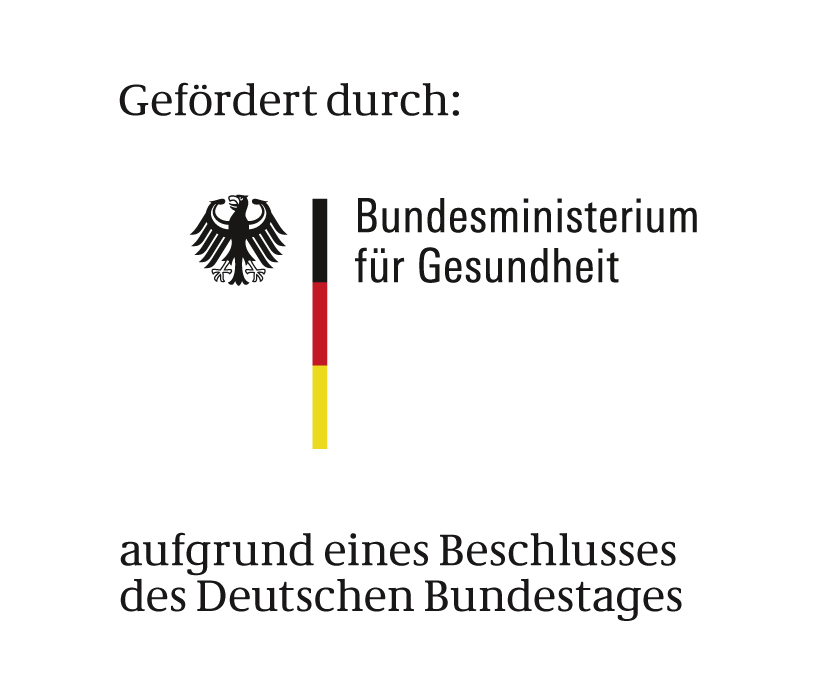 Gefördert durch:
Bundesministerium
für Gesundheit
aufgrund eines Beschlusses
des Deutschen Bundestages